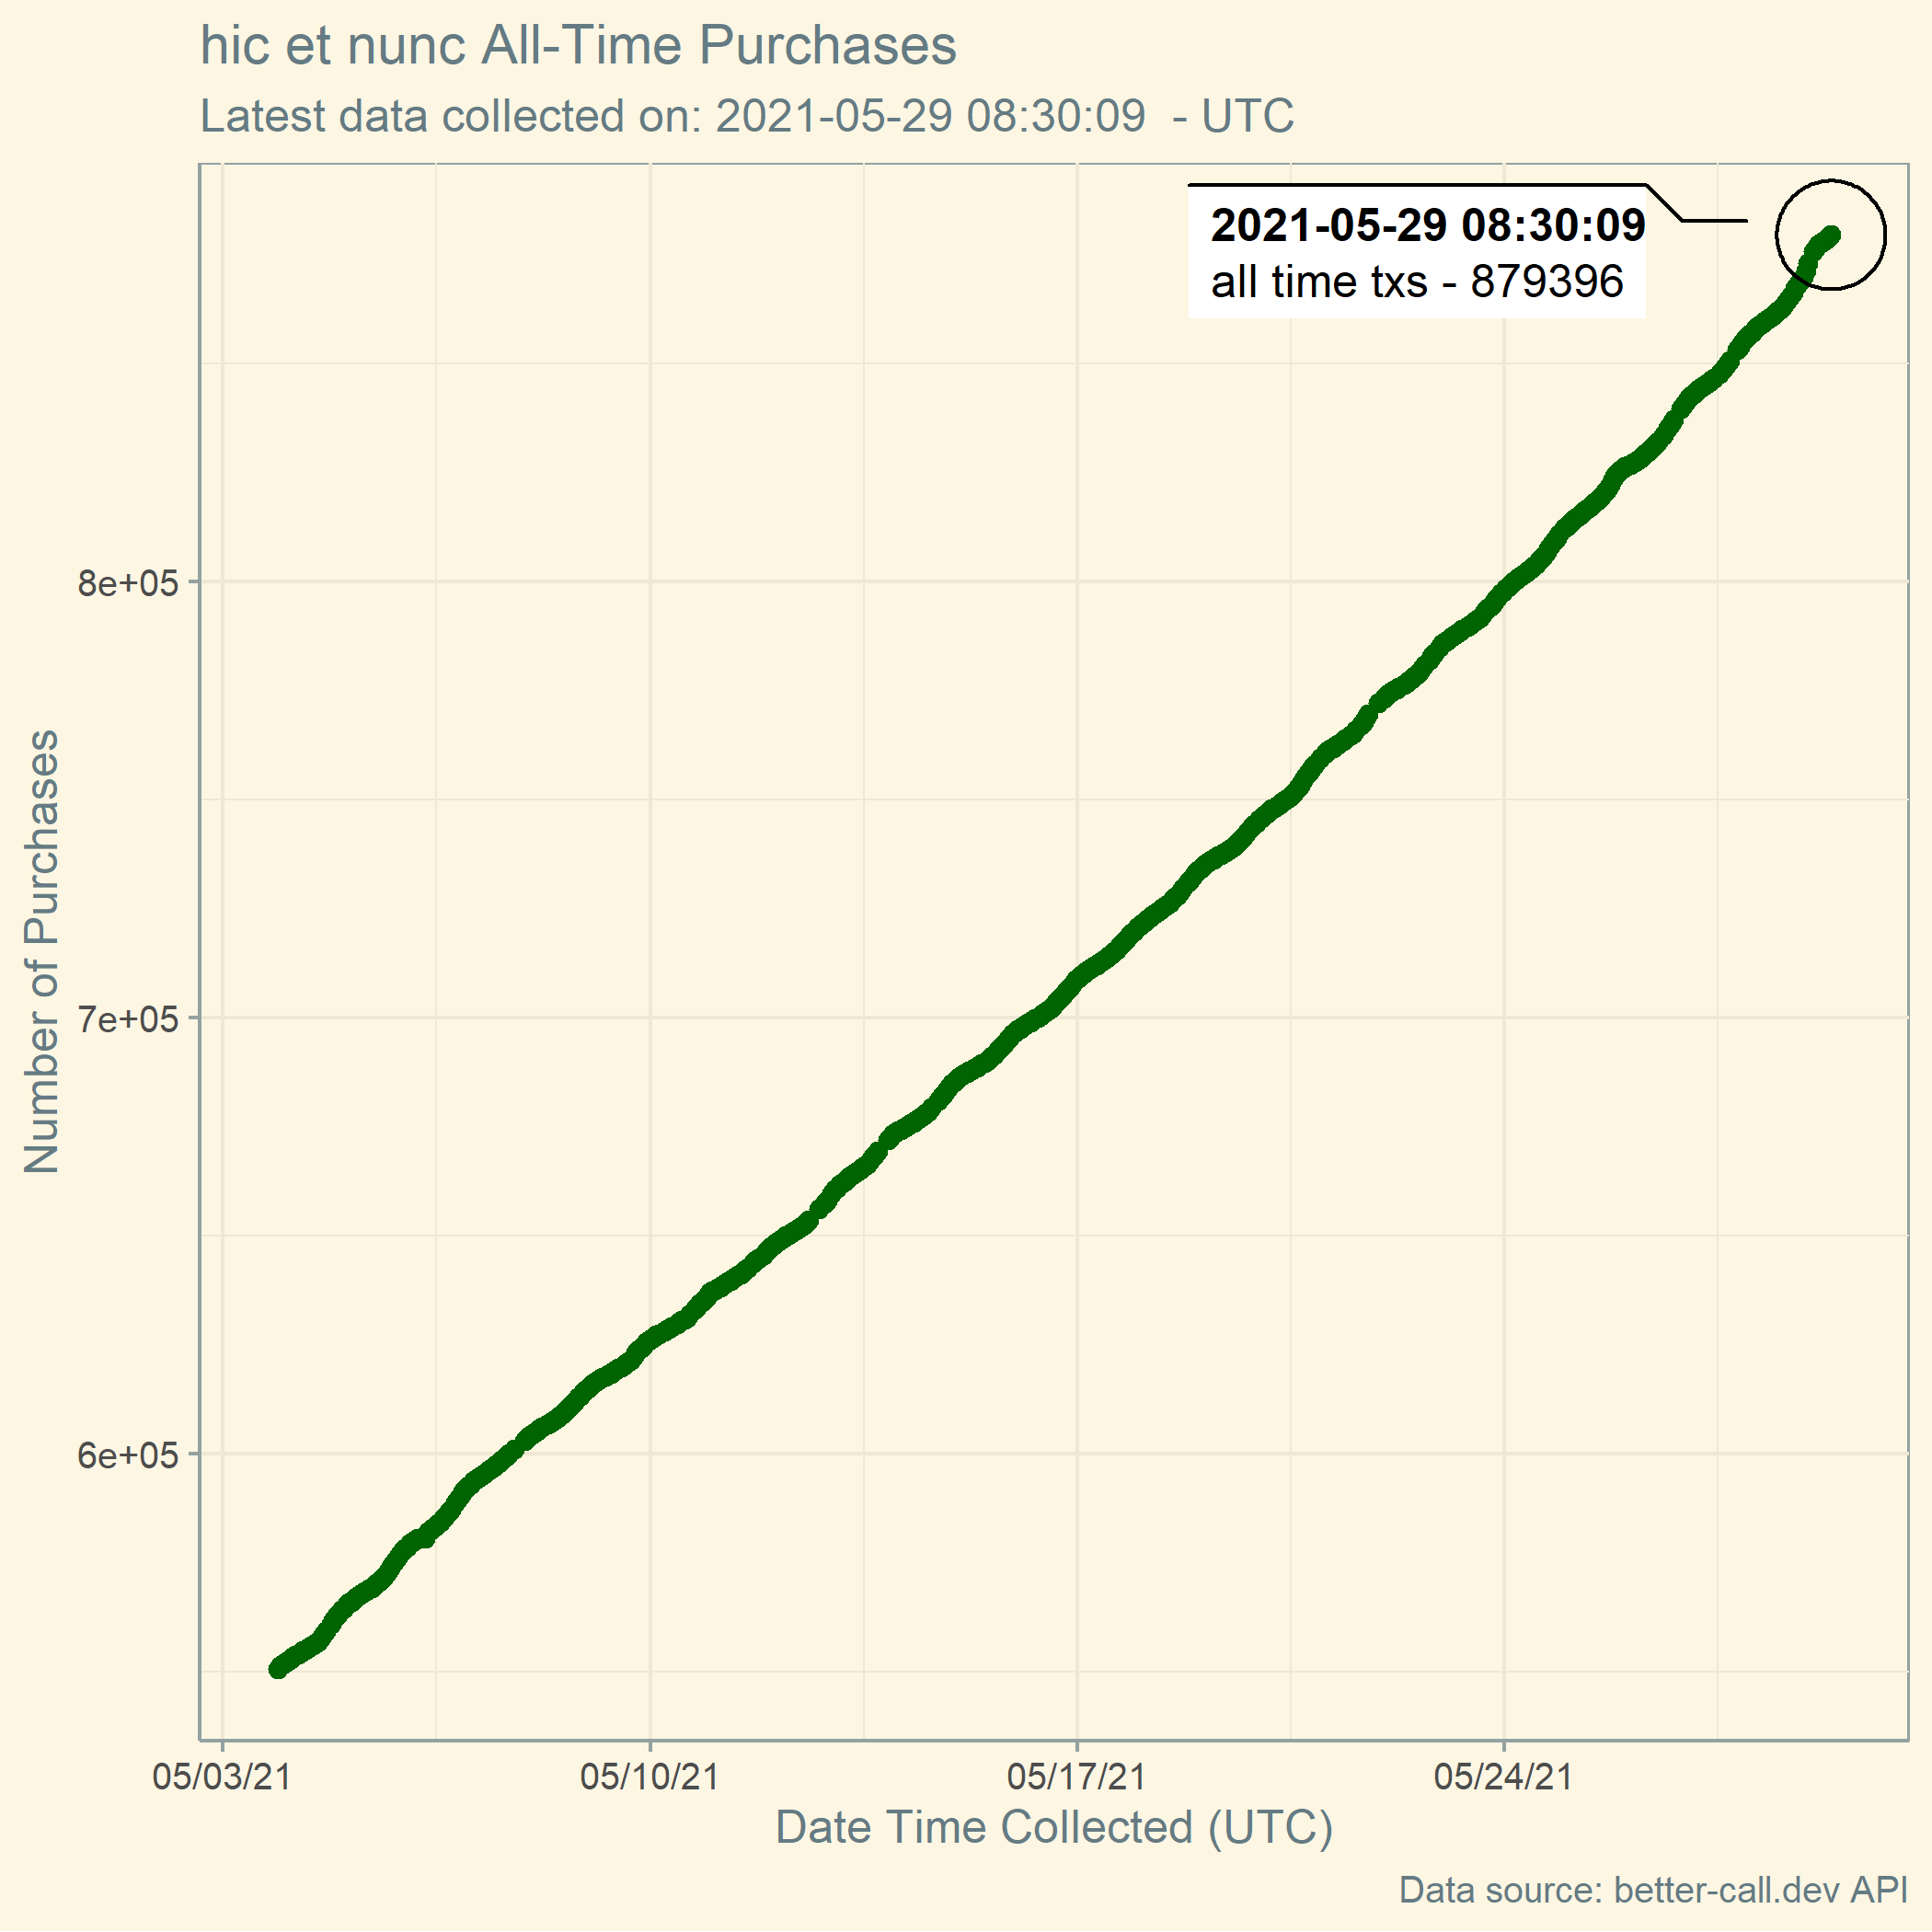 hic et nunc All-Time Purchases
Latest data collected on: 2021-05-29 08:30:09  - UTC
2021-05-29 08:30:09
all time txs - 879396
Number of Purchases
8e+05
7e+05
6e+05
05/03/21
05/10/21
05/17/21
05/24/21
Date Time Collected (UTC)
Data source: better-call.dev API